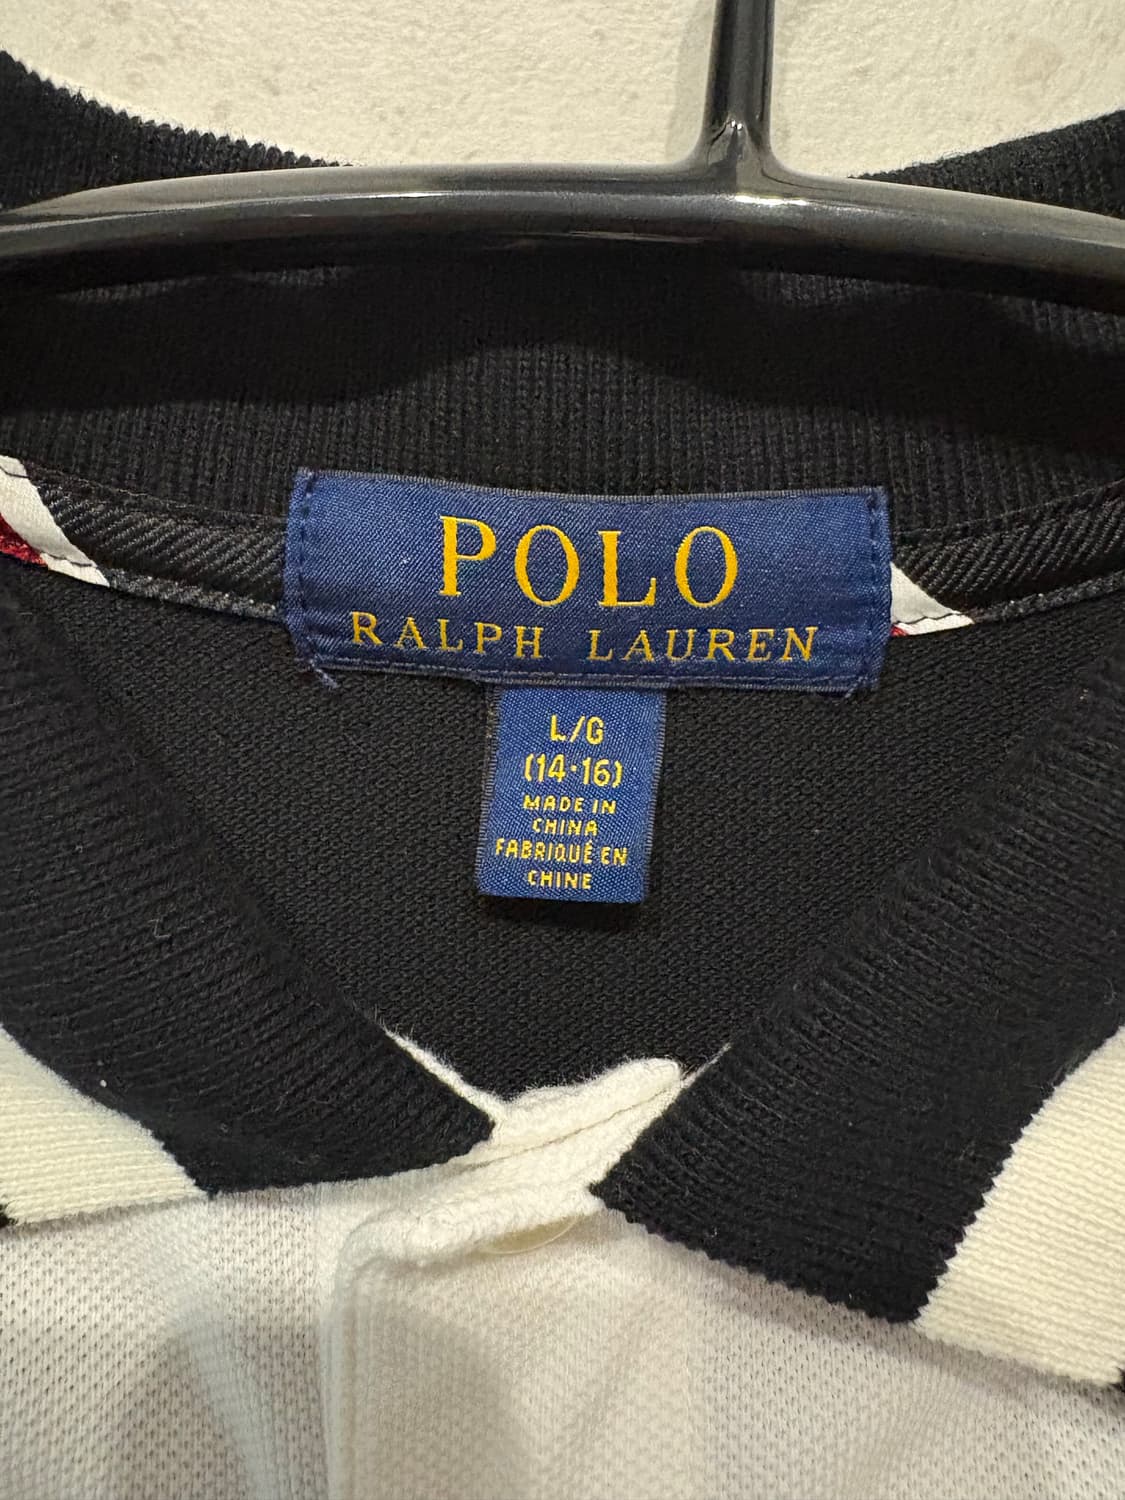 POLO
RALPH LAUREN
L/G
(14·16)
MADE IN
CHINA
FABRIQUÉ EN
CHINE